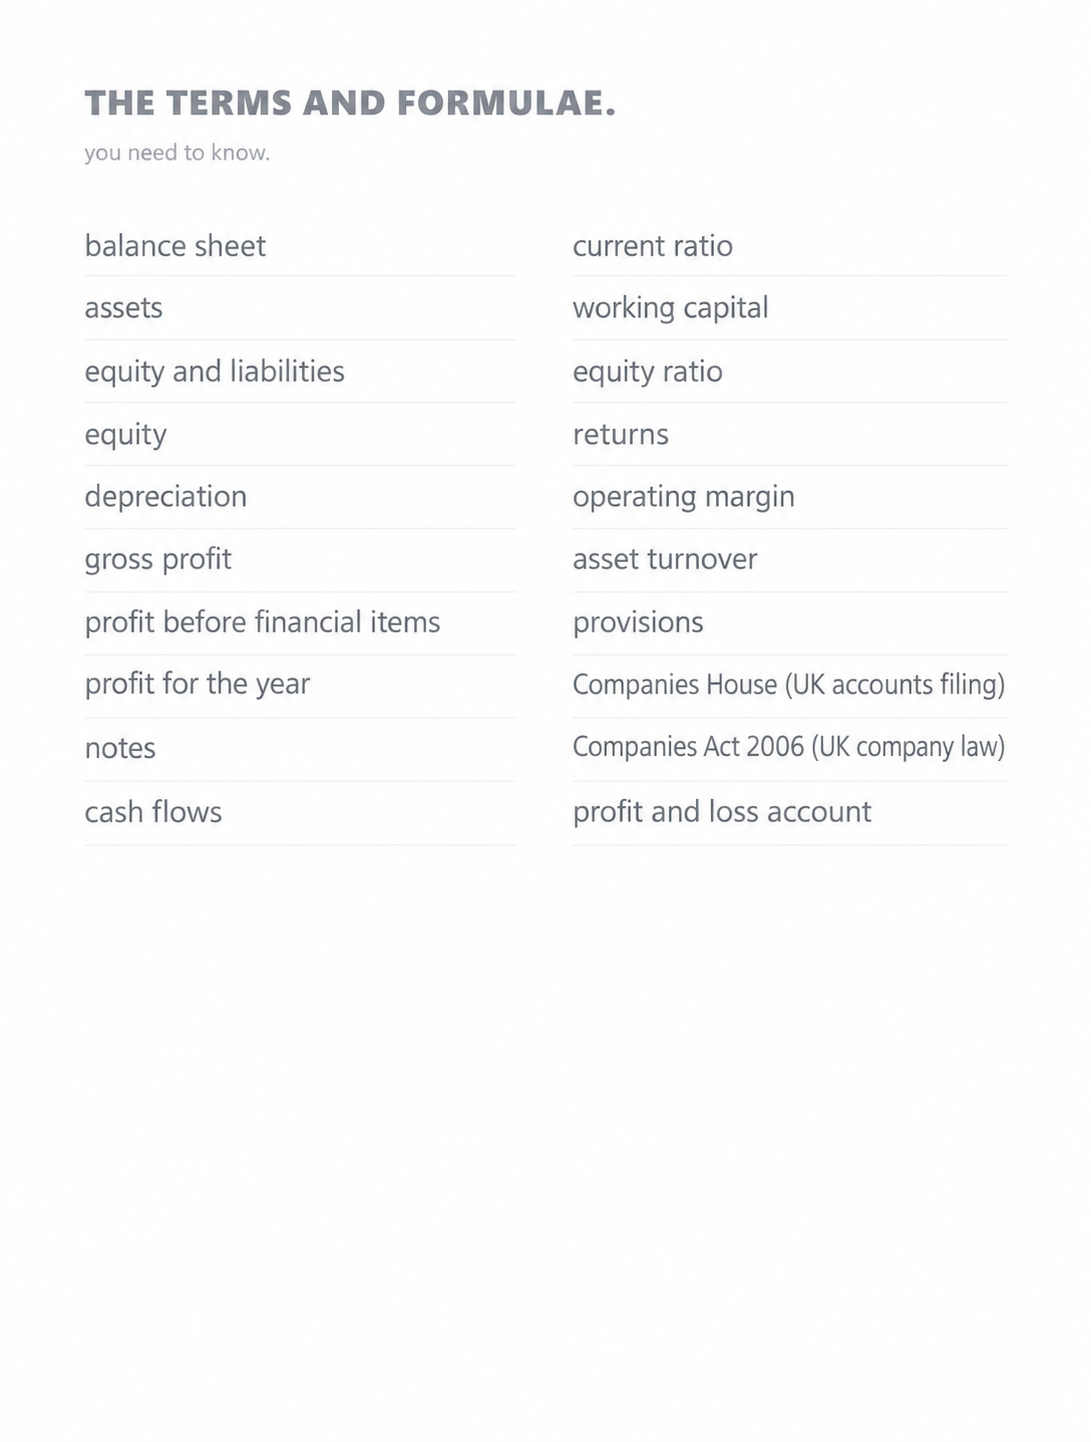 THE TERMS AND FORMULAE.
you need to know.
balance sheet
assets
equity and liabilities
equity
depreciation
gross profit
profit before financial items
profit for the year
notes
cash flows
current ratio
working capital
equity ratio
returns
operating margin
asset turnover
provisions
Companies House (UK accounts filing)
Companies Act 2006 (UK company law)
profit and loss account